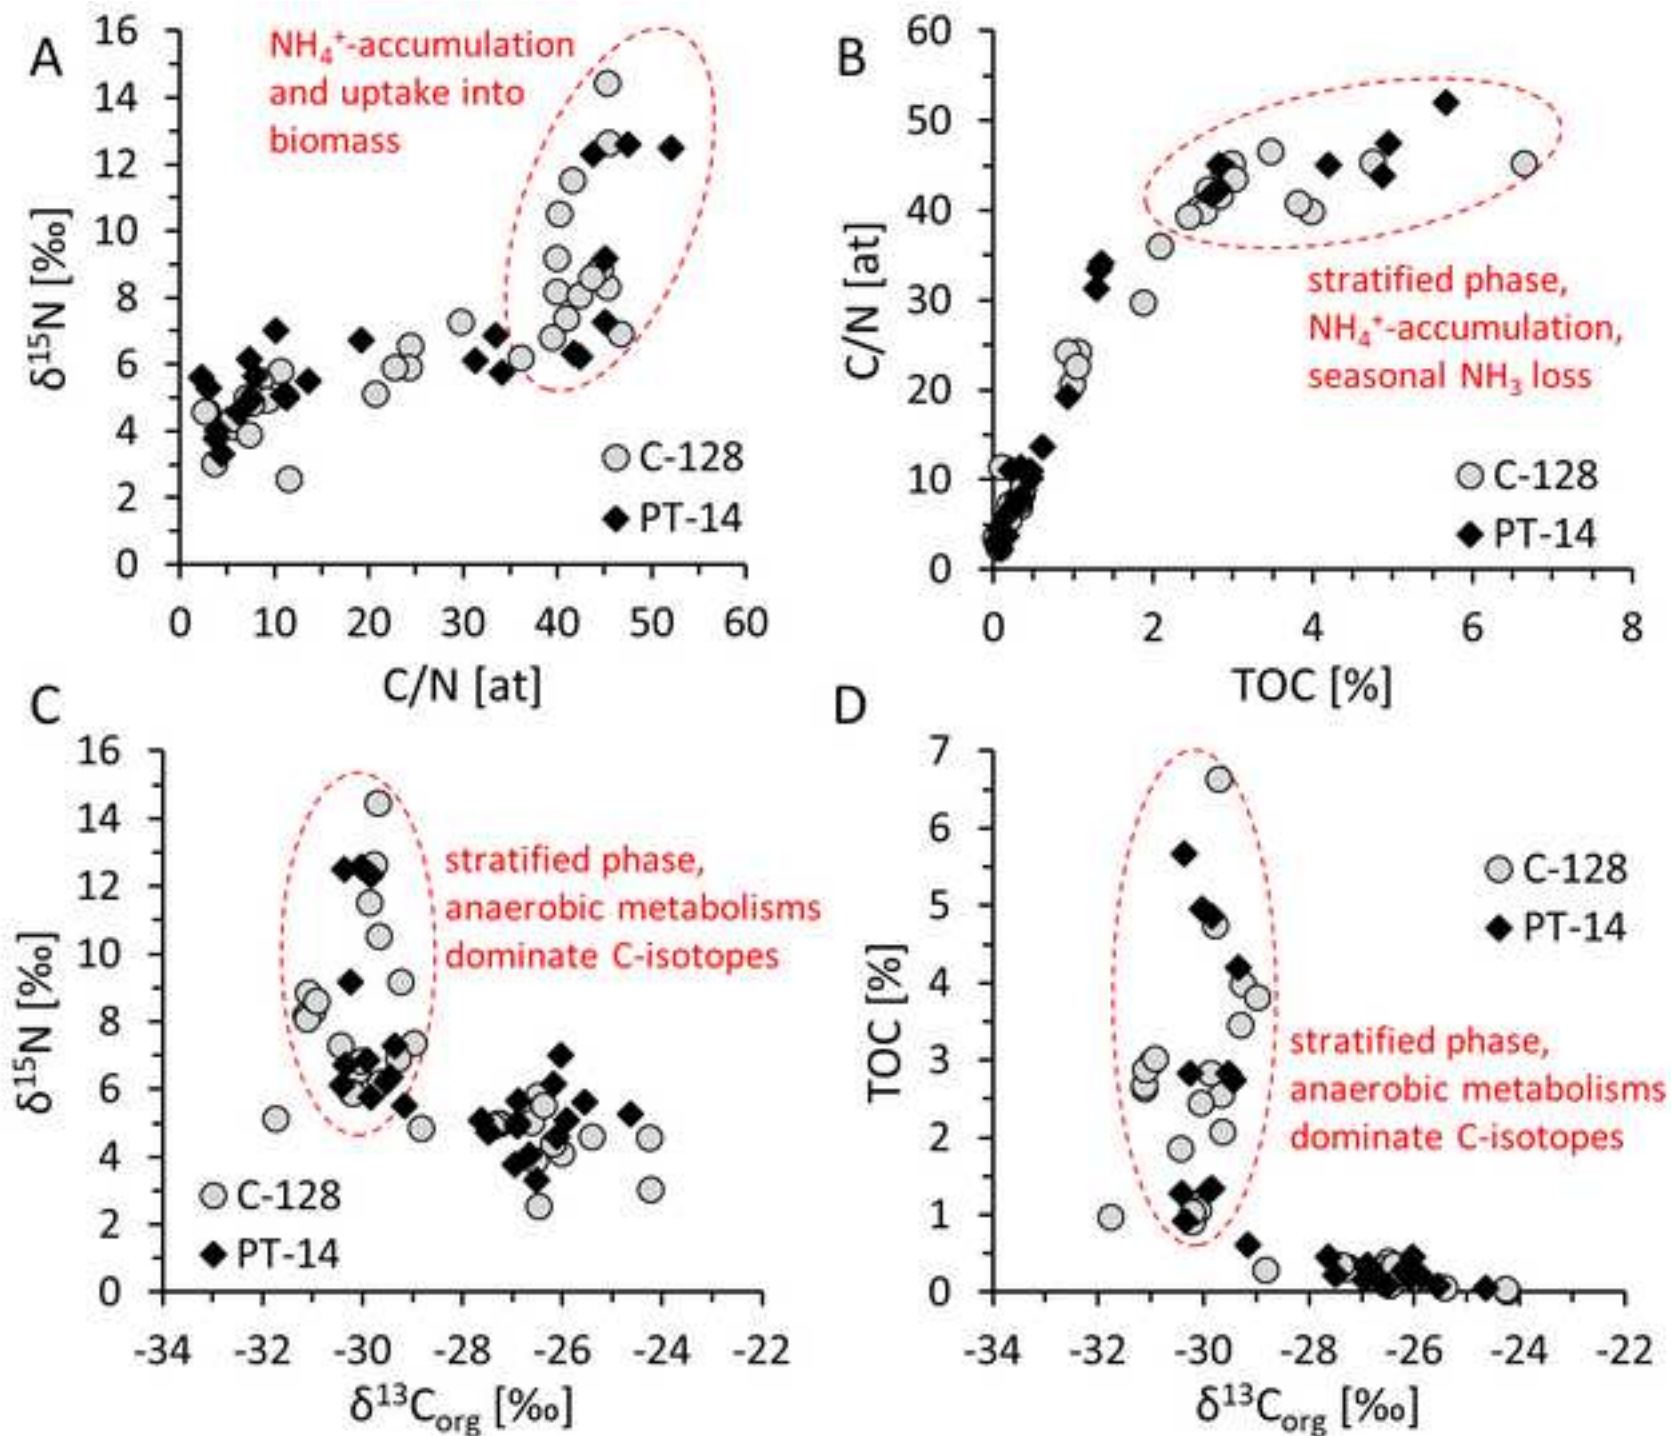 A
16
14
12
10
8
6
4
2
0
δ¹⁵N [‰]
NH₄⁺-accumulation
and uptake into
biomass
C-128
PT-14
0 10 20 30 40 50 60
C/N [at]
B
60
50
40
30
20
10
0
C/N [at]
stratified phase,
NH₄⁺-accumulation,
seasonal NH₃ loss
C-128
PT-14
0 2 4 6 8
TOC [%]
C
16
14
12
10
8
6
4
2
0
δ¹⁵N [‰]
stratified phase,
anaerobic metabolisms
dominate C-isotopes
C-128
PT-14
-34 -32 -30 -28 -26 -24 -22
δ¹³Corg [‰]
D
7
6
5
4
3
2
1
0
TOC [%]
C-128
PT-14
stratified phase,
anaerobic metabolisms
dominate C-isotopes
-34 -32 -30 -28 -26 -24 -22
δ¹³Corg [‰]